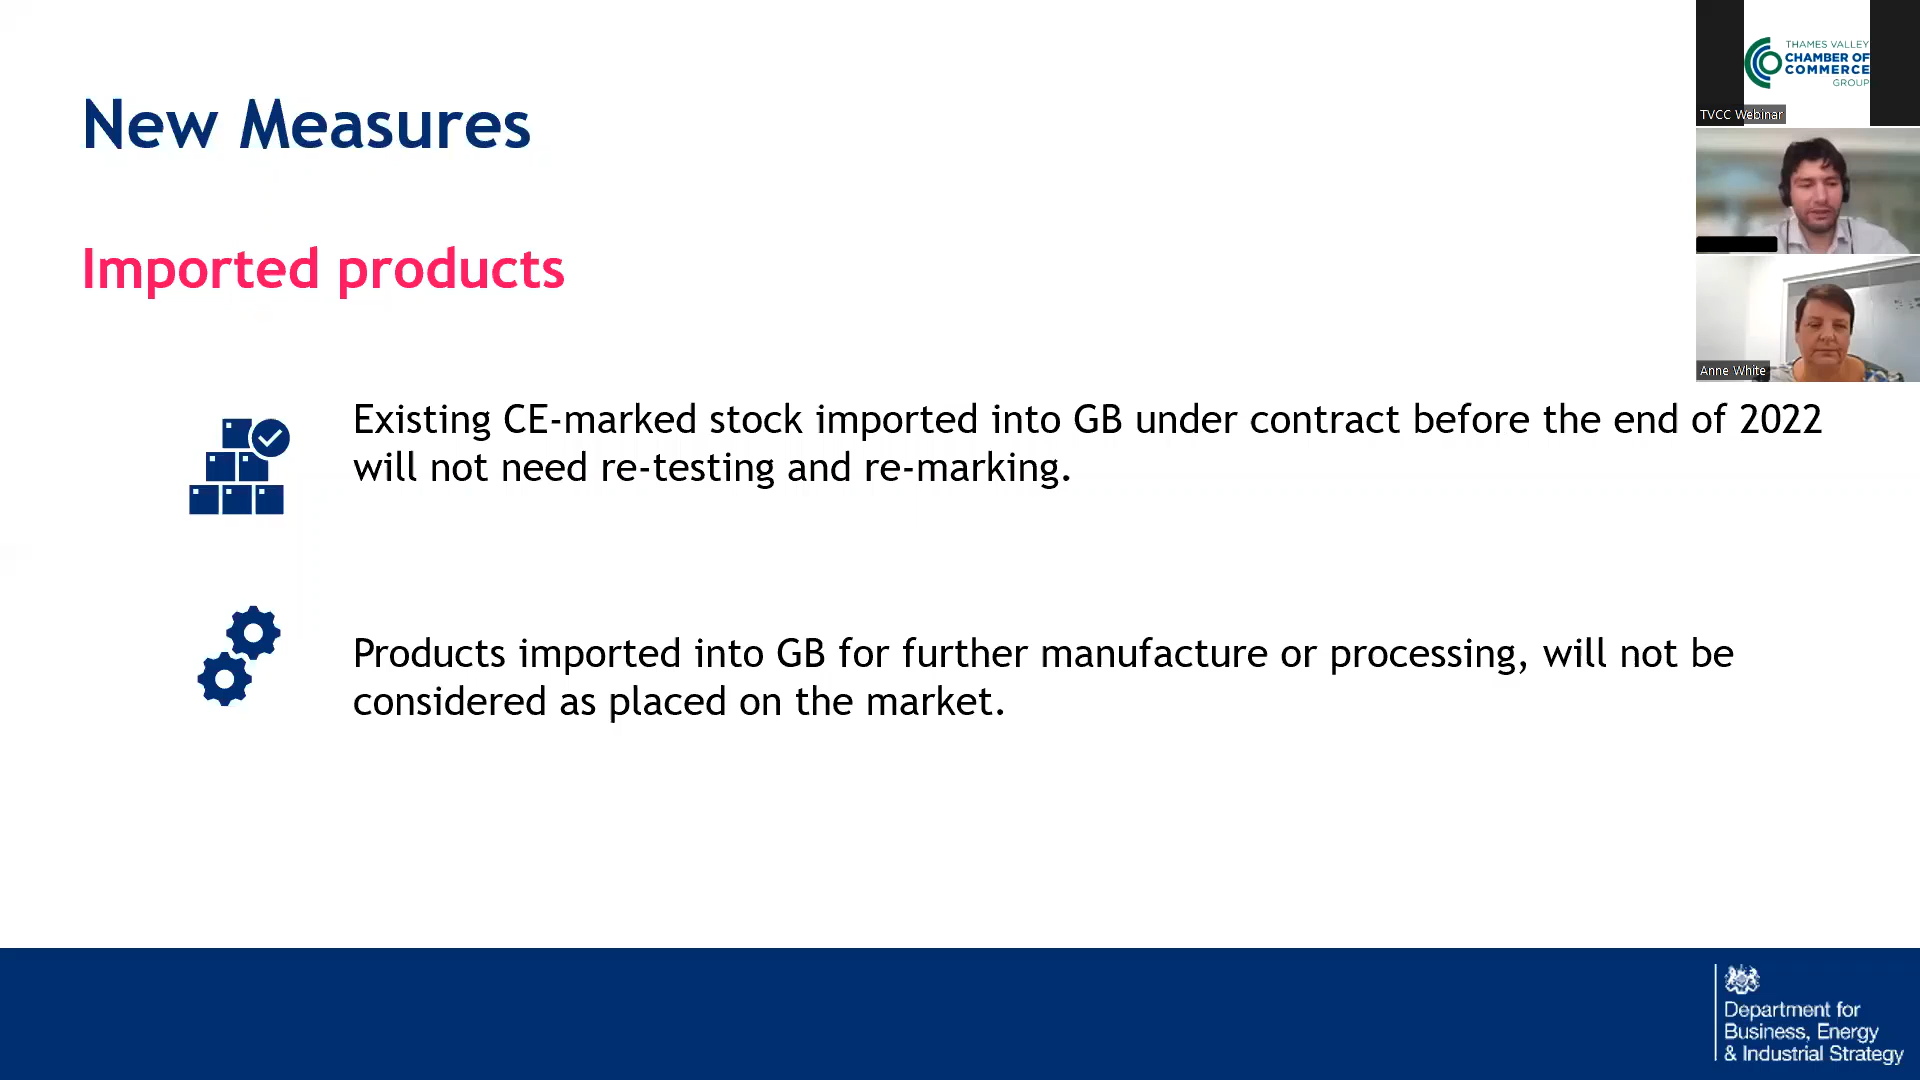 New Measures
Imported products
Existing CE-marked stock imported into GB under contract before the end of 2022
will not need re-testing and re-marking.
Products imported into GB for further manufacture or processing, will not be
considered as placed on the market.
THAMES VALLEY
CHAMBER OF
COMMERCE
GROUP
TVCC Webinar
Anne White
Department for
Business, Energy
& Industrial Strategy